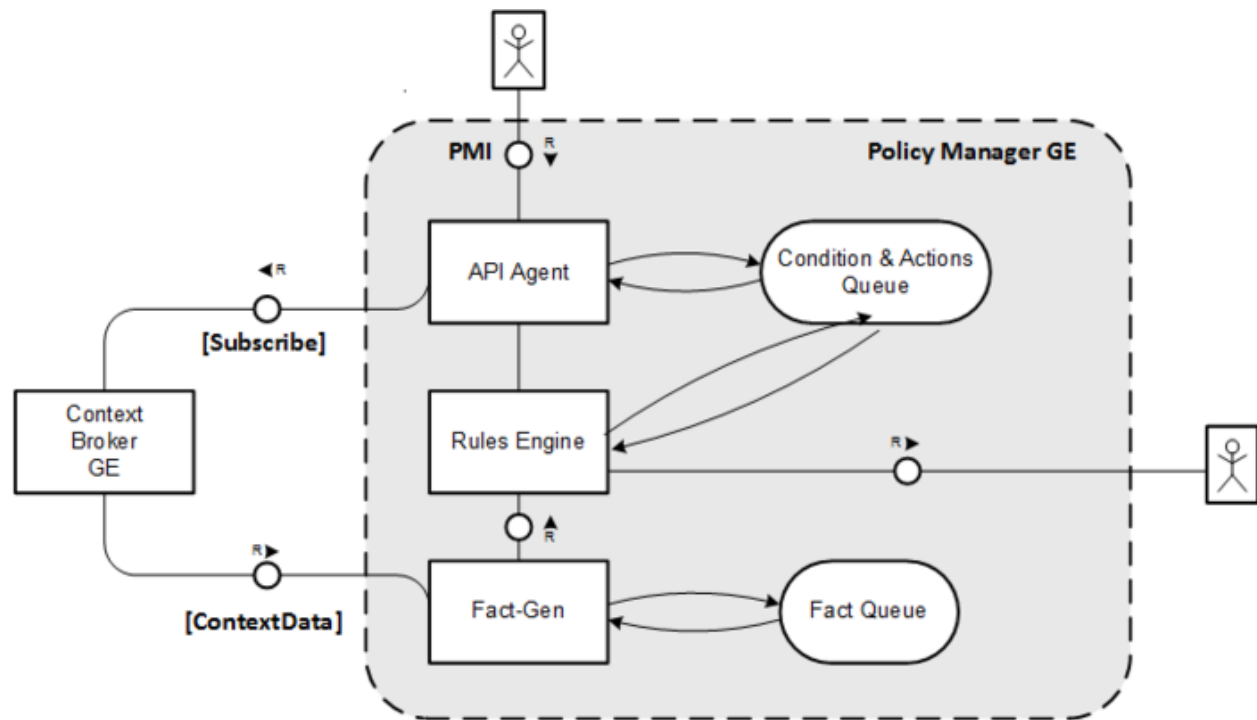 PMI
R
Policy Manager GE
R
API Agent
Condition & Actions
Queue
[Subscribe]
Context
Broker
GE
Rules Engine
R
R
R
[ContextData]
Fact-Gen
Fact Queue